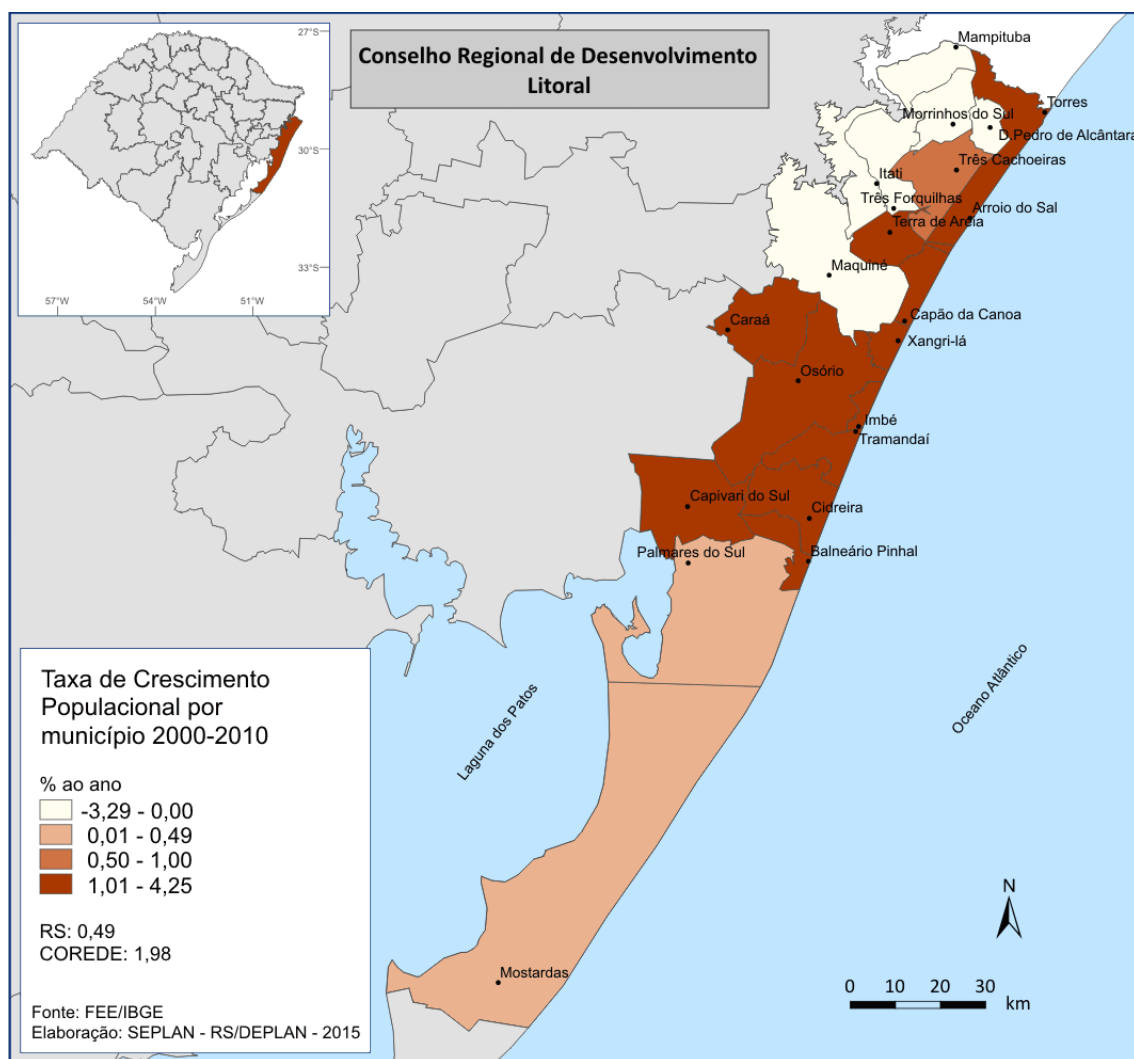 Conselho Regional de Desenvolvimento
Litoral
27°S
30°S
33°S
57°W
54°W
51°W
Mampituba
Torres
Morrinhos do Sul
D.Pedro de Alcântara
Três Cachoeiras
Itati
Três Forquilhas
Arroio do Sal
Terra de Areia
Maquiné
Capão da Canoa
Caraá
Xangri-lá
Osório
Imbé
Tramandaí
Capivari do Sul
Cidreira
Palmares do Sul
Balneário Pinhal
Laguna dos Patos
Oceano Atlântico
Mostardas
Taxa de Crescimento
Populacional por
município 2000-2010
% ao ano
-3,29 - 0,00
0,01 - 0,49
0,50 - 1,00
1,01 - 4,25
RS: 0,49
COREDE: 1,98
Fonte: FEE/IBGE
Elaboração: SEPLAN - RS/DEPLAN - 2015
N
0 10 20 30
km